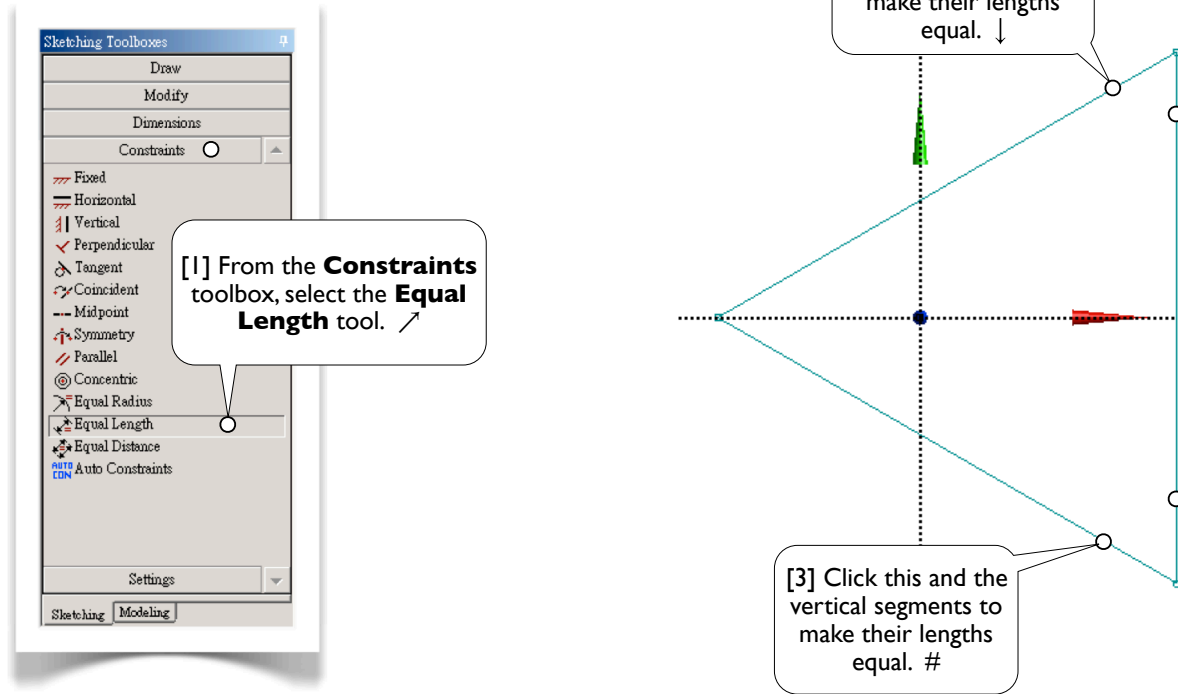 Sketching Toolboxes
Draw
Modify
Dimensions
Constraints
Fixed
Horizontal
Vertical
Perpendicular
Tangent
Coincident
Midpoint
Symmetry
Parallel
Concentric
Equal Radius
Equal Length
Equal Distance
AUTO CON Auto Constraints
Settings
Sketching Modeling
[1] From the Constraints
toolbox, select the Equal
Length tool. ↗
make their lengths
equal. ↓
[3] Click this and the
vertical segments to
make their lengths
equal. #